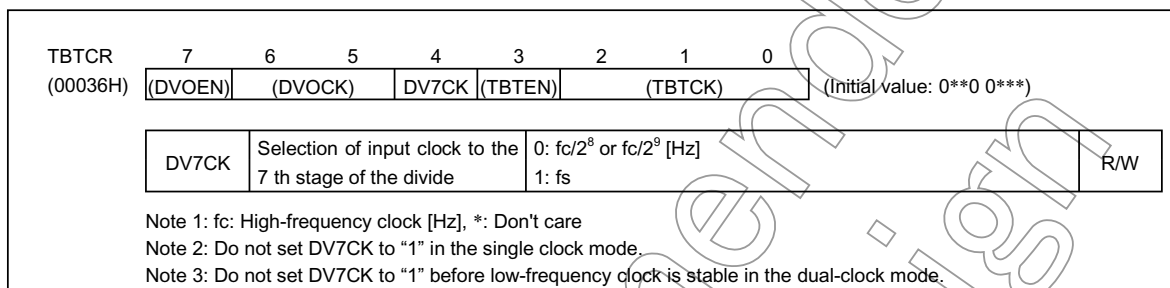 TBTCR 7 6 5 4 3 2 1 0
(00036H) (DVOEN) (DVOCK) DV7CK (TBTEN) (TBTCK) (Initial value: 0**0 0***)
DV7CK Selection of input clock to the 7 th stage of the divide 0: fc/2⁸ or fc/2⁹ [Hz] 1: fs R/W
Note 1: fc: High-frequency clock [Hz], *: Don't care
Note 2: Do not set DV7CK to “1” in the single clock mode.
Note 3: Do not set DV7CK to “1” before low-frequency clock is stable in the dual-clock mode.